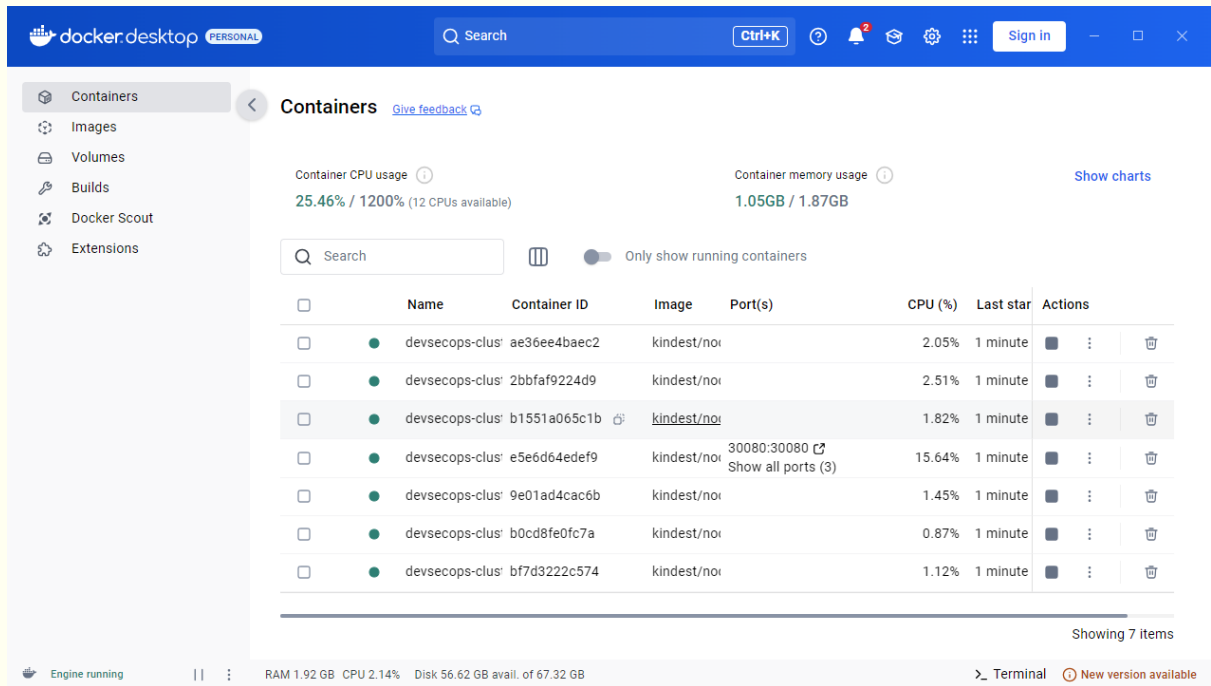 docker.desktop PERSONAL Search Ctrl+K 2 Sign in
Containers
Images
Volumes
Builds
Docker Scout
Extensions
Containers Give feedback
Container CPU usage
25.46% / 1200% (12 CPUs available)
Container memory usage
1.05GB / 1.87GB
Show charts
Search Only show running containers
Name Container ID Image Port(s) CPU (%) Last star Actions
devsecops-clus ae36ee4baec2 kindest/no 2.05% 1 minute
devsecops-clus 2bbfaf9224d9 kindest/no 2.51% 1 minute
devsecops-clus b1551a065c1b kindest/no 1.82% 1 minute
devsecops-clus e5e6d64edef9 kindest/no 30080:30080 15.64% 1 minute
Show all ports (3)
devsecops-clus 9e01ad4cac6b kindest/no 1.45% 1 minute
devsecops-clus b0cd8fe0fc7a kindest/no 0.87% 1 minute
devsecops-clus bf7d3222c574 kindest/no 1.12% 1 minute
Showing 7 items
Engine running RAM 1.92 GB CPU 2.14% Disk 56.62 GB avail. of 67.32 GB >_ Terminal New version available